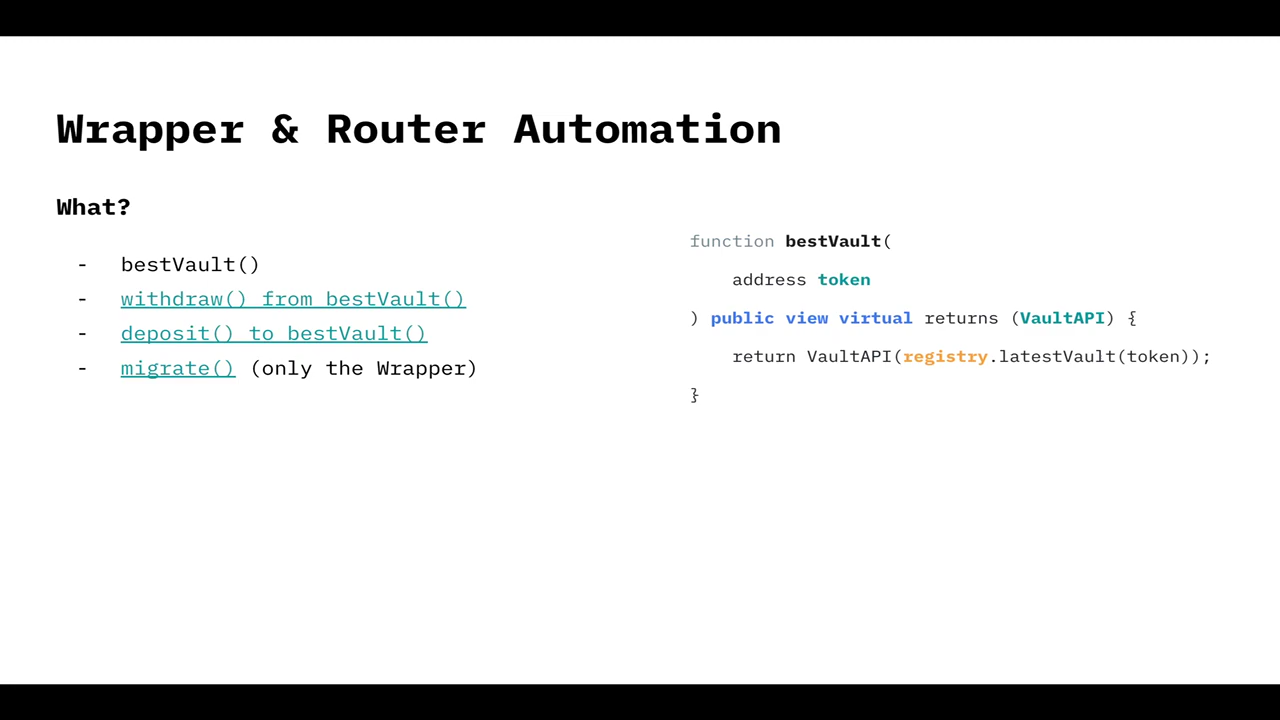 Wrapper & Router Automation
What?
- bestVault()
- withdraw() from bestVault()
- deposit() to bestVault()
- migrate() (only the Wrapper)
function bestVault(
address token
) public view virtual returns (VaultAPI) {
return VaultAPI(registry.latestVault(token));
}